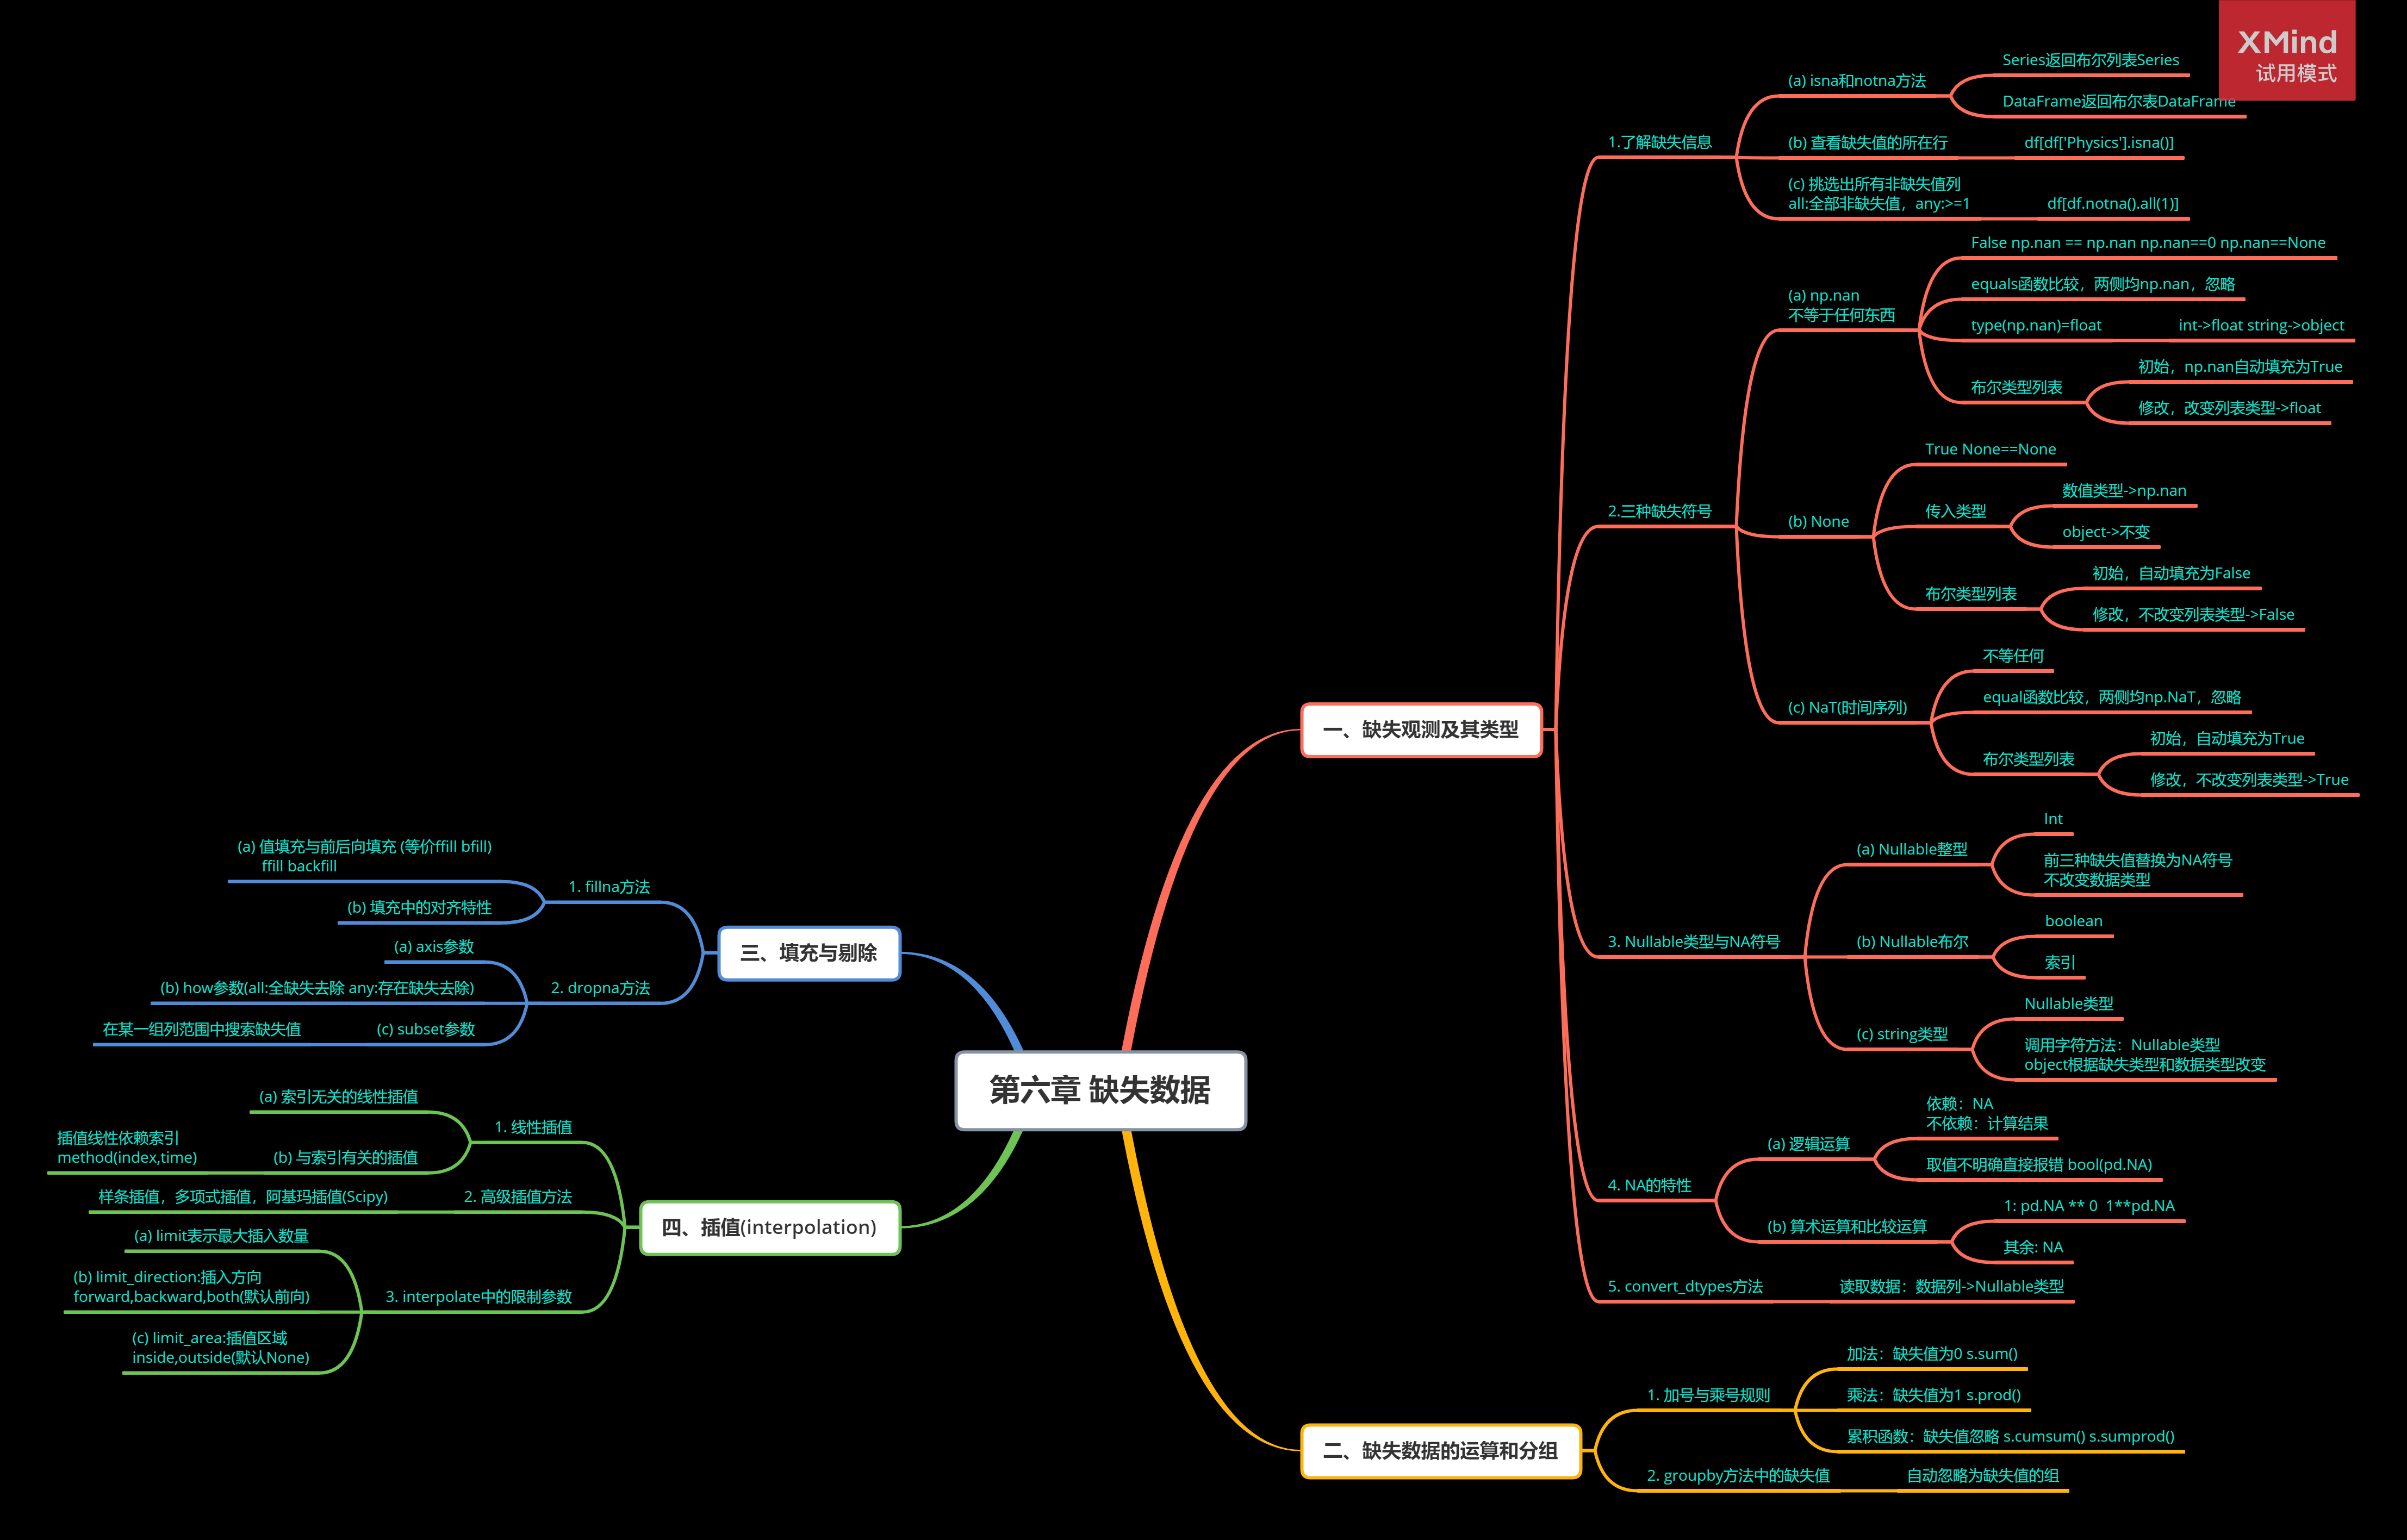 XMind
试用模式
第六章 缺失数据
一、缺失观测及其类型
1.了解缺失信息
(a) isna和notna方法
Series返回布尔列表Series
DataFrame返回布尔表DataFrame
(b) 查看缺失值的所在行
df[df['Physics'].isna()]
(c) 挑选出所有非缺失值列
all:全部非缺失值，any:>=1
df[df.notna().all(1)]
2.三种缺失符号
(a) np.nan
不等于任何东西
False np.nan == np.nan np.nan==0 np.nan==None
equals函数比较，两侧均np.nan，忽略
type(np.nan)=float
int->float string->object
布尔类型列表
初始，np.nan自动填充为True
修改，改变列表类型->float
(b) None
True None==None
传入类型
数值类型->np.nan
object->不变
布尔类型列表
初始，自动填充为False
修改，不改变列表类型->False
(c) NaT(时间序列)
不等任何
equal函数比较，两侧均np.NaT，忽略
布尔类型列表
初始，自动填充为True
修改，不改变列表类型->True
3. Nullable类型与NA符号
(a) Nullable整型
Int
前三种缺失值替换为NA符号
不改变数据类型
(b) Nullable布尔
boolean
索引
(c) string类型
Nullable类型
调用字符方法：Nullable类型
object根据缺失类型和数据类型改变
4. NA的特性
(a) 逻辑运算
依赖：NA
不依赖：计算结果
取值不明确直接报错 bool(pd.NA)
(b) 算术运算和比较运算
1: pd.NA ** 0  1**pd.NA
其余: NA
5. convert_dtypes方法
读取数据：数据列->Nullable类型
二、缺失数据的运算和分组
1. 加号与乘号规则
加法：缺失值为0 s.sum()
乘法：缺失值为1 s.prod()
累积函数：缺失值忽略 s.cumsum() s.sumprod()
2. groupby方法中的缺失值
自动忽略为缺失值的组
三、填充与剔除
1. fillna方法
(a) 值填充与前后向填充 (等价ffill bfill)
ffill backfill
(b) 填充中的对齐特性
2. dropna方法
(a) axis参数
(b) how参数(all:全缺失去除 any:存在缺失去除)
(c) subset参数
在某一组列范围中搜索缺失值
四、插值(interpolation)
1. 线性插值
(a) 索引无关的线性插值
(b) 与索引有关的插值
插值线性依赖索引
method(index,time)
2. 高级插值方法
样条插值，多项式插值，阿基玛插值(Scipy)
3. interpolate中的限制参数
(a) limit表示最大插入数量
(b) limit_direction:插入方向
forward,backward,both(默认前向)
(c) limit_area:插值区域
inside,outside(默认None)